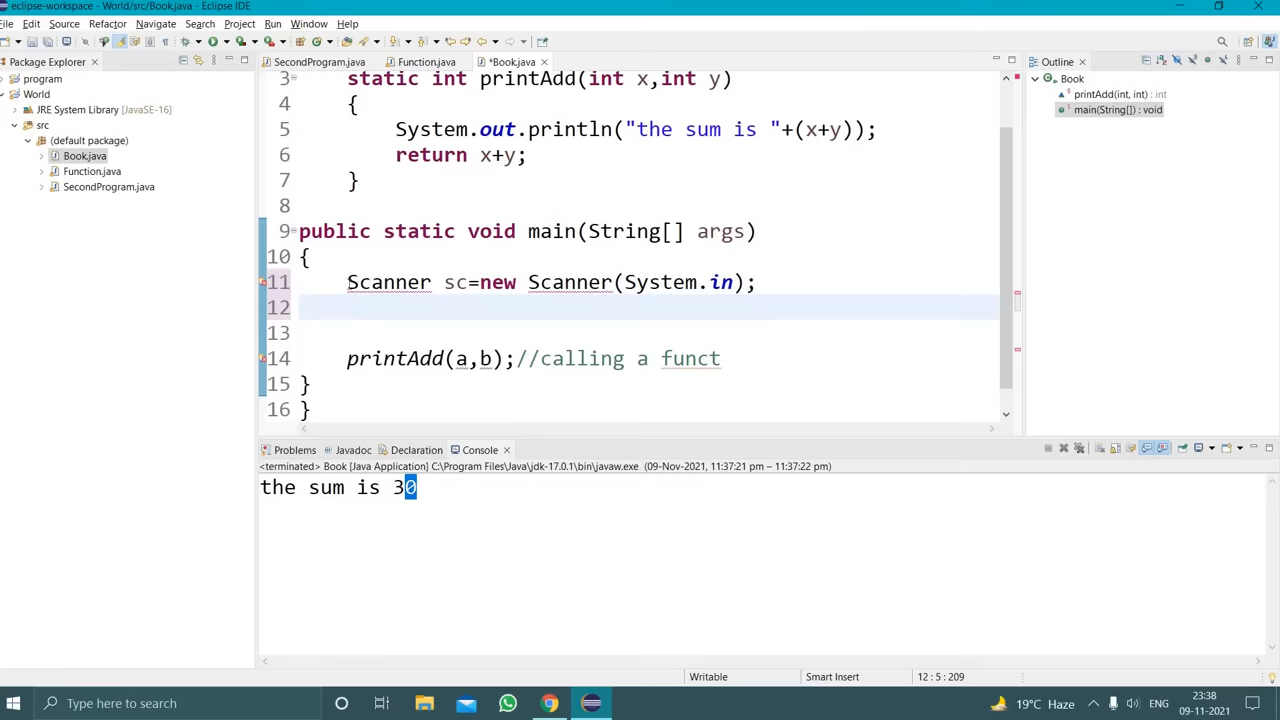 eclipse-workspace - World/src/Book.java - Eclipse IDE
File Edit Source Refactor Navigate Search Project Run Window Help
Package Explorer
SecondProgram.java Function.java *Book.java
Outline
program
World
JRE System Library [JavaSE-16]
src
(default package)
Book.java
Function.java
SecondProgram.java
3 static int printAdd(int x,int y)
4 {
5 System.out.println("the sum is "+(x+y));
6 return x+y;
7 }
8
9 public static void main(String[] args)
10 {
11 Scanner sc=new Scanner(System.in);
12
13
14 printAdd(a,b);//calling a funct
15 }
16 }
Book
printAdd(int, int) : int
main(String[]) : void
Problems Javadoc Declaration Console
<terminated> Book [Java Application] C:\Program Files\Java\jdk-17.0.1\bin\javaw.exe (09-Nov-2021, 11:37:21 pm – 11:37:22 pm)
the sum is 30
Writable Smart Insert 12 : 5 : 209
Type here to search
19°C Haze
ENG
23:38
09-11-2021